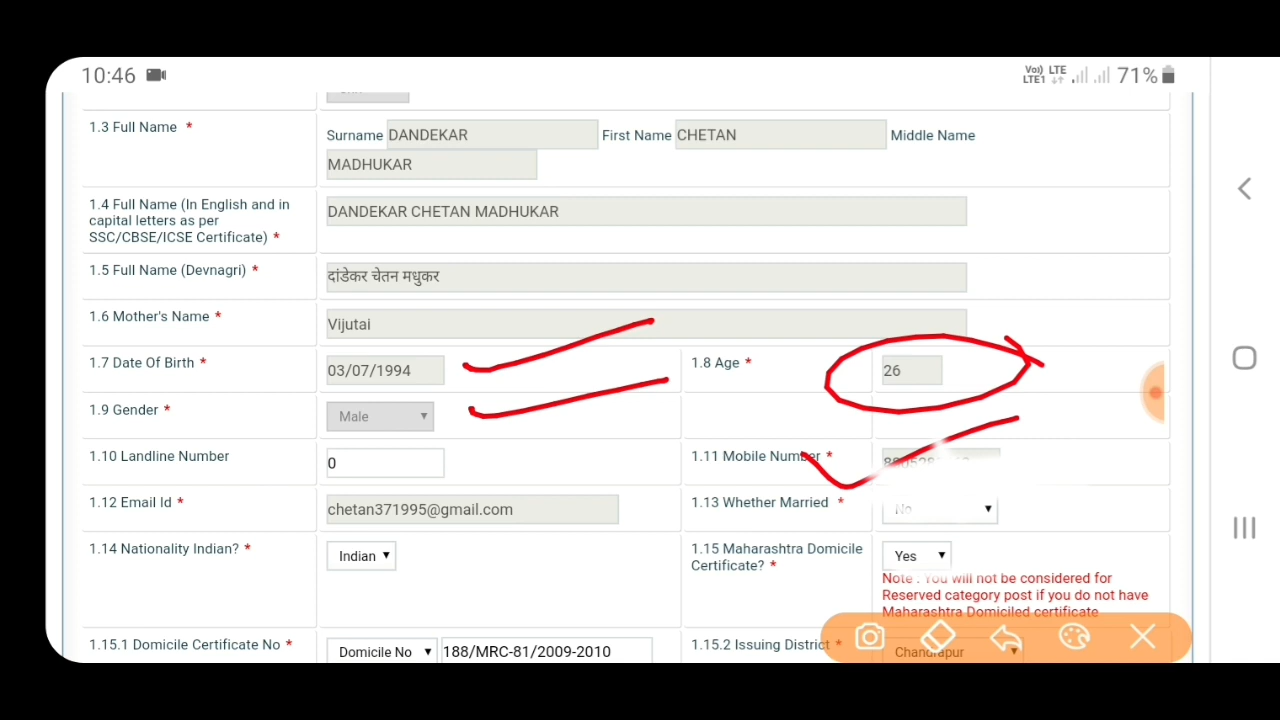 10:46 Vo) LTE LTE1 71%
1.3 Full Name * Surname DANDEKAR First Name CHETAN Middle Name
MADHUKAR
1.4 Full Name (In English and in
capital letters as per
SSC/CBSE/ICSE Certificate) *
DANDEKAR CHETAN MADHUKAR
1.5 Full Name (Devnagri) * दांडेकर चेतन मधुकर
1.6 Mother's Name * Vijutai
1.7 Date Of Birth * 03/07/1994 1.8 Age * 26
1.9 Gender * Male
1.10 Landline Number 0 1.11 Mobile Number *
1.12 Email Id * chetan371995@gmail.com 1.13 Whether Married * No
1.14 Nationality Indian? * Indian 1.15 Maharashtra Domicile
Certificate? * Yes
Note : You will not be considered for
Reserved category post if you do not have
Maharashtra Domiciled certificate
1.15.1 Domicile Certificate No * Domicile No 188/MRC-81/2009-2010 1.15.2 Issuing District * Chandrapur